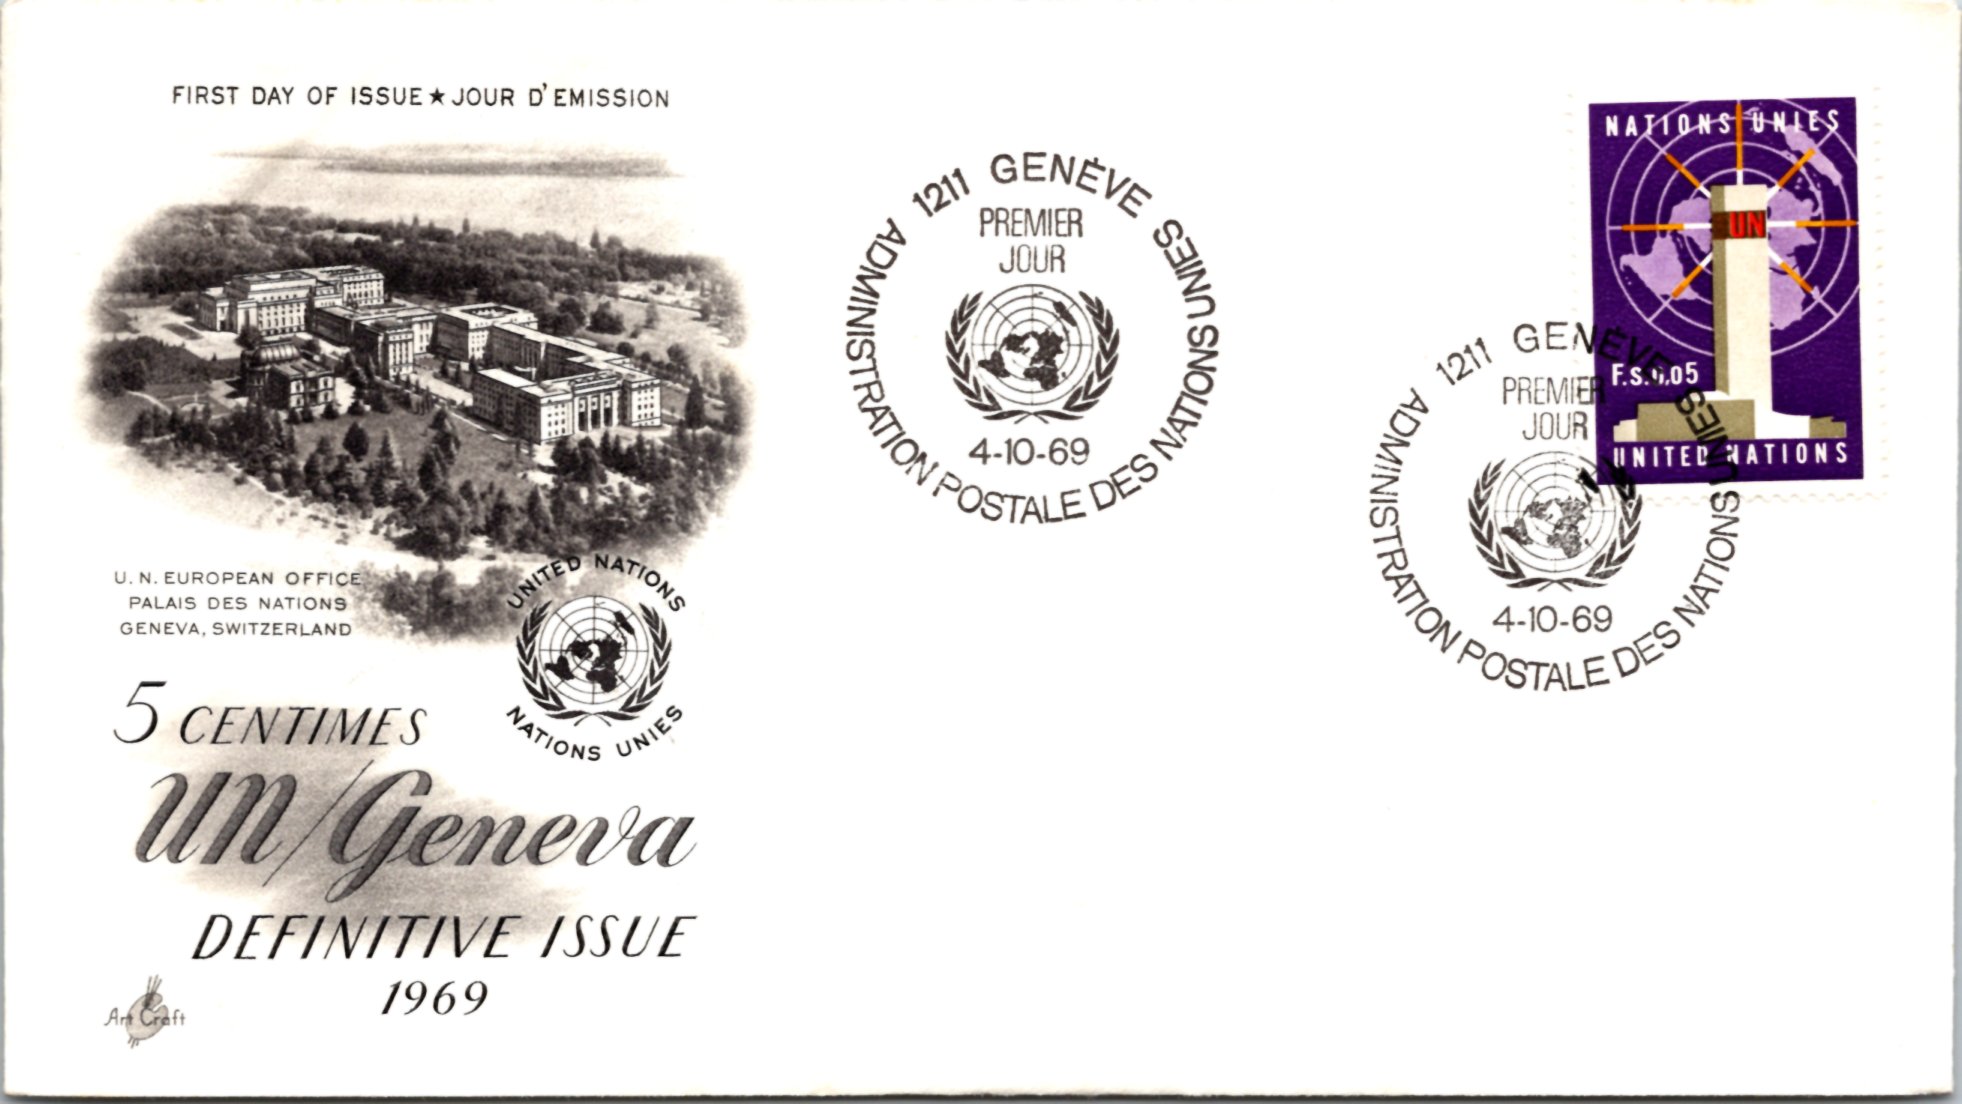 FIRST DAY OF ISSUE ★ JOUR D'EMISSION
U. N. EUROPEAN OFFICE
PALAIS DES NATIONS
GENEVA, SWITZERLAND
UNITED NATIONS
NATIONS UNIES
5 CENTIMES
UN/Geneva
DEFINITIVE ISSUE
1969
Art Craft
1211 GENÈVE
ADMINISTRATION POSTALE DES NATIONS UNIES
PREMIER
JOUR
4-10-69
NATIONS UNIES
UN
F.s.0,05
UNITED NATIONS
1211 GENÈVE
ADMINISTRATION POSTALE DES NATIONS UNIES
PREMIER
JOUR
4-10-69